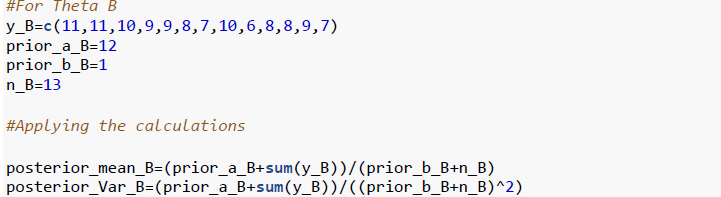 #For Theta B
y_B=c(11,11,10,9,9,8,7,10,6,8,8,9,7)
prior_a_B=12
prior_b_B=1
n_B=13
#Applying the calculations
posterior_mean_B=(prior_a_B+sum(y_B))/(prior_b_B+n_B)
posterior_Var_B=(prior_a_B+sum(y_B))/((prior_b_B+n_B)^2)